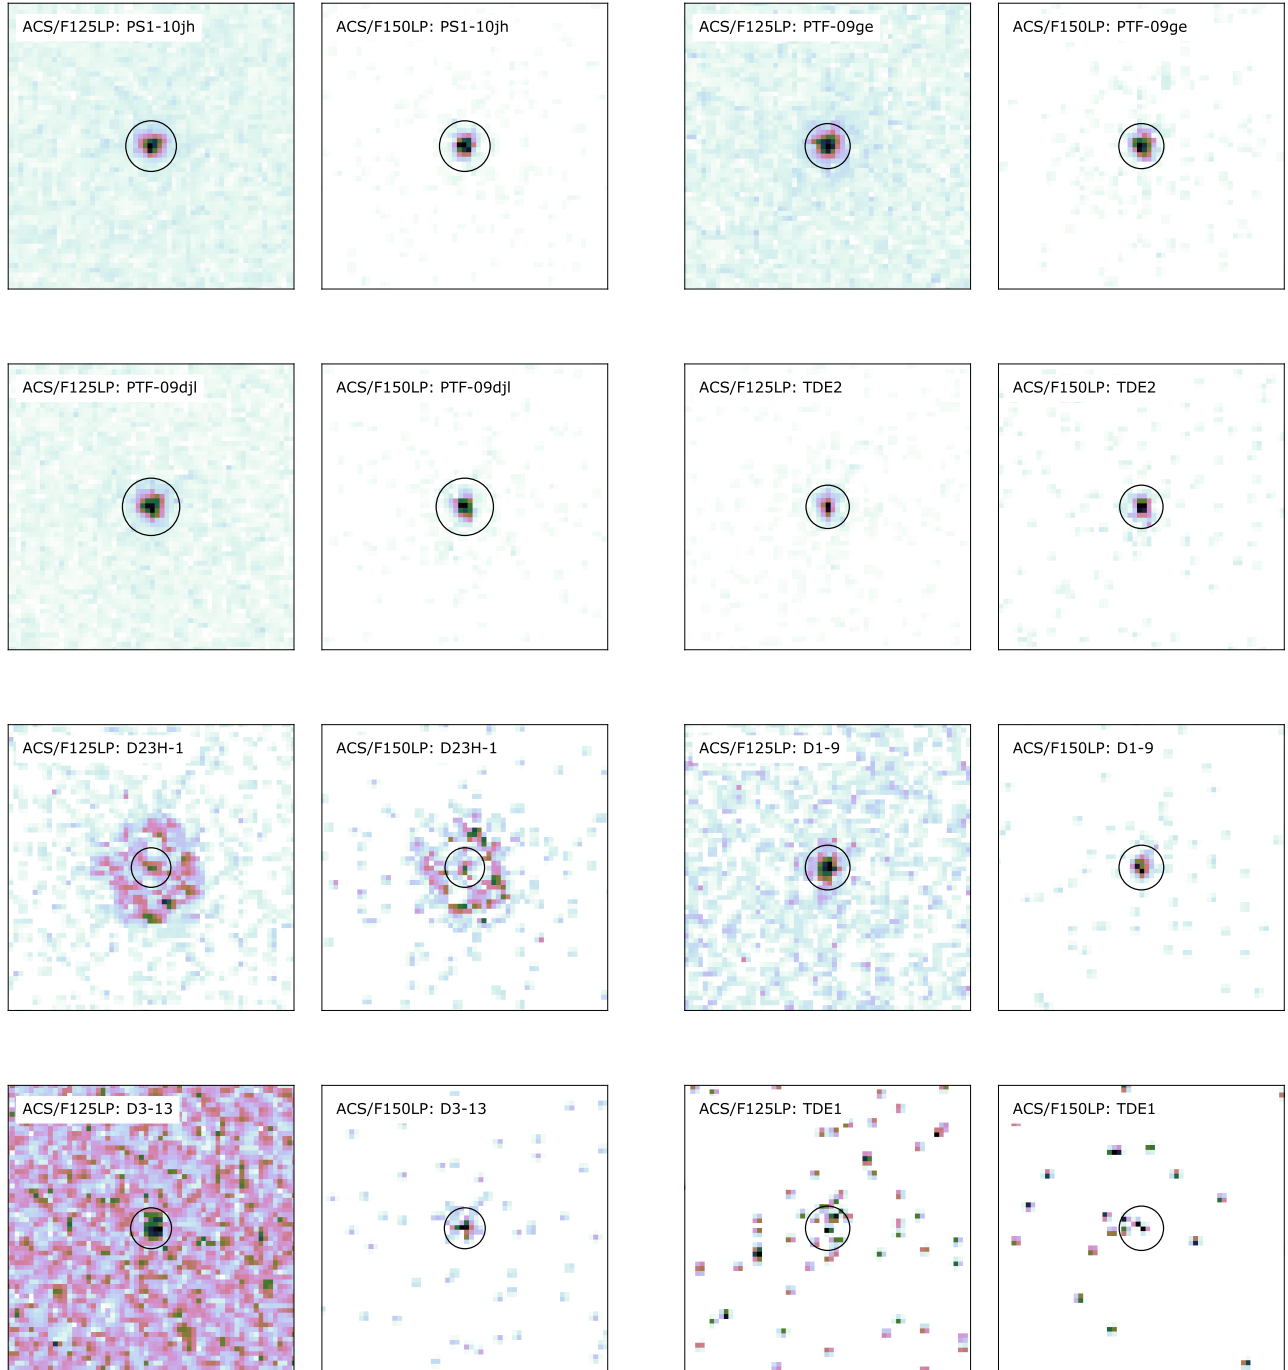 ACS/F125LP: PS1-10jh
ACS/F150LP: PS1-10jh
ACS/F125LP: PTF-09ge
ACS/F150LP: PTF-09ge
ACS/F125LP: PTF-09djl
ACS/F150LP: PTF-09djl
ACS/F125LP: TDE2
ACS/F150LP: TDE2
ACS/F125LP: D23H-1
ACS/F150LP: D23H-1
ACS/F125LP: D1-9
ACS/F150LP: D1-9
ACS/F125LP: D3-13
ACS/F150LP: D3-13
ACS/F125LP: TDE1
ACS/F150LP: TDE1